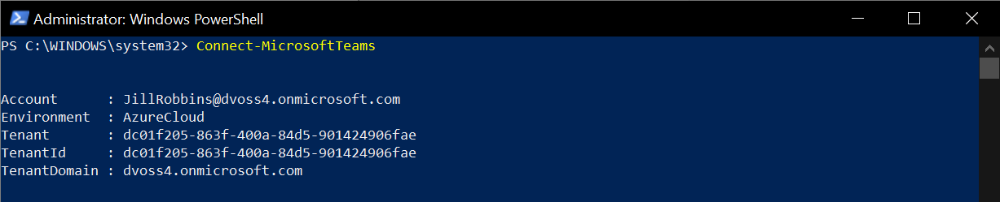 Administrator: Windows PowerShell
PS C:\WINDOWS\system32> Connect-MicrosoftTeams
Account      : JillRobbins@dvoss4.onmicrosoft.com
Environment  : AzureCloud
Tenant       : dc01f205-863f-400a-84d5-901424906fae
TenantId     : dc01f205-863f-400a-84d5-901424906fae
TenantDomain : dvoss4.onmicrosoft.com